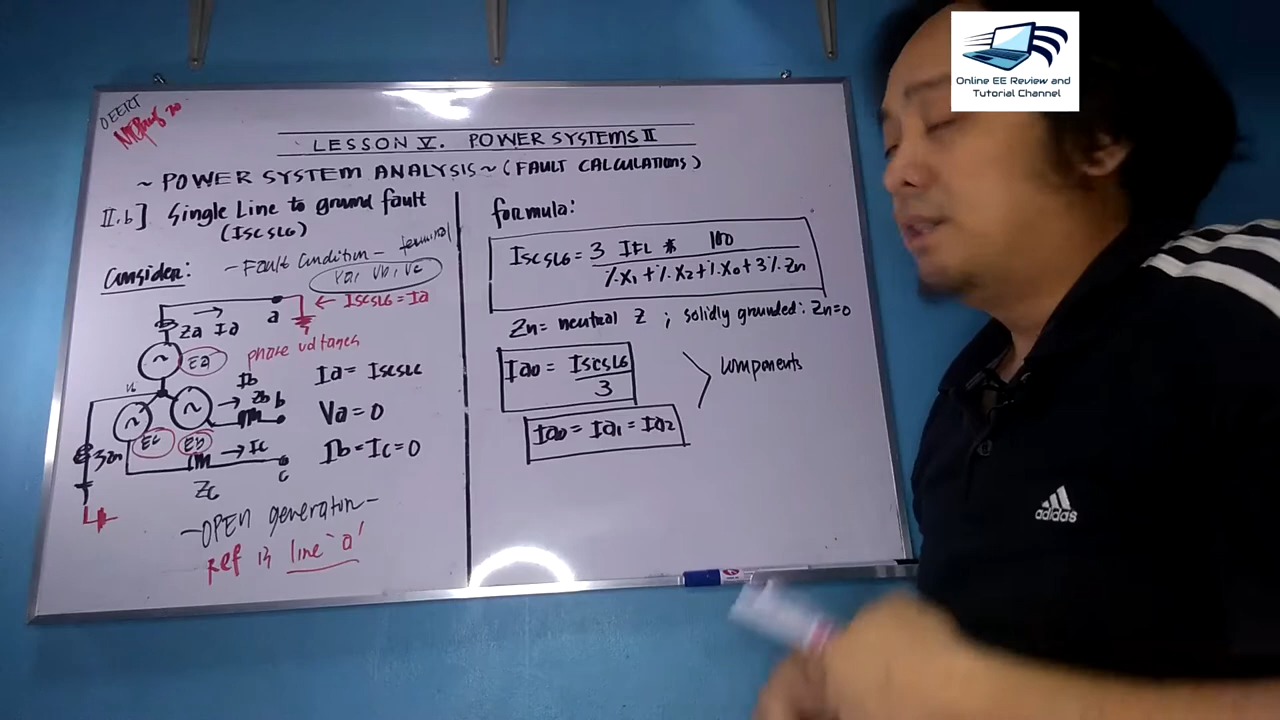 Online EE Review and
Tutorial Channel
OEERT
LESSON V. POWER SYSTEMS II
~ POWER SYSTEM ANALYSIS ~ (FAULT CALCULATIONS)
II.b] Single Line to ground fault
(ISCSLG)
Consider:
- Fault Condition - terminal
Va, Vb, Vc
← ISCSLG = Ia
a
Za Ia
phase voltages
Ea
Ib
Zb b
Ec
Eb
Ic
3Zn
Zc
c
Ia = ISCSLG
Va = 0
Ib = Ic = 0
- OPEN generator -
ref is line 'a'
formula:
ISCSLG = 3 IFL * 100
%X1 + %X2 + %X0 + 3%Zn
Zn = neutral Z ; solidly grounded: Zn=0
Ia0 = ISCSLG
3
components
Ia0 = Ia1 = Ia2
adidas